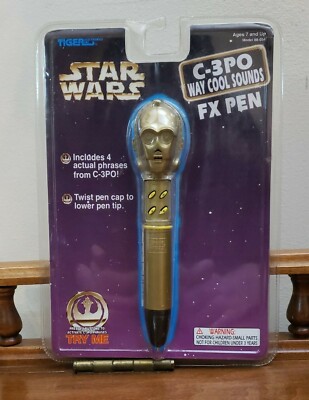 TIGER
Ages 7 and Up
STAR
WARS
C-3PO
WAY COOL SOUNDS
FX PEN
Includes 4
actual phrases
from C-3PO!
Twist pen cap to
lower pen tip.
TRY ME
WARNING
CHOKING HAZARD-SMALL PARTS
NOT FOR CHILDREN UNDER 3 YEARS